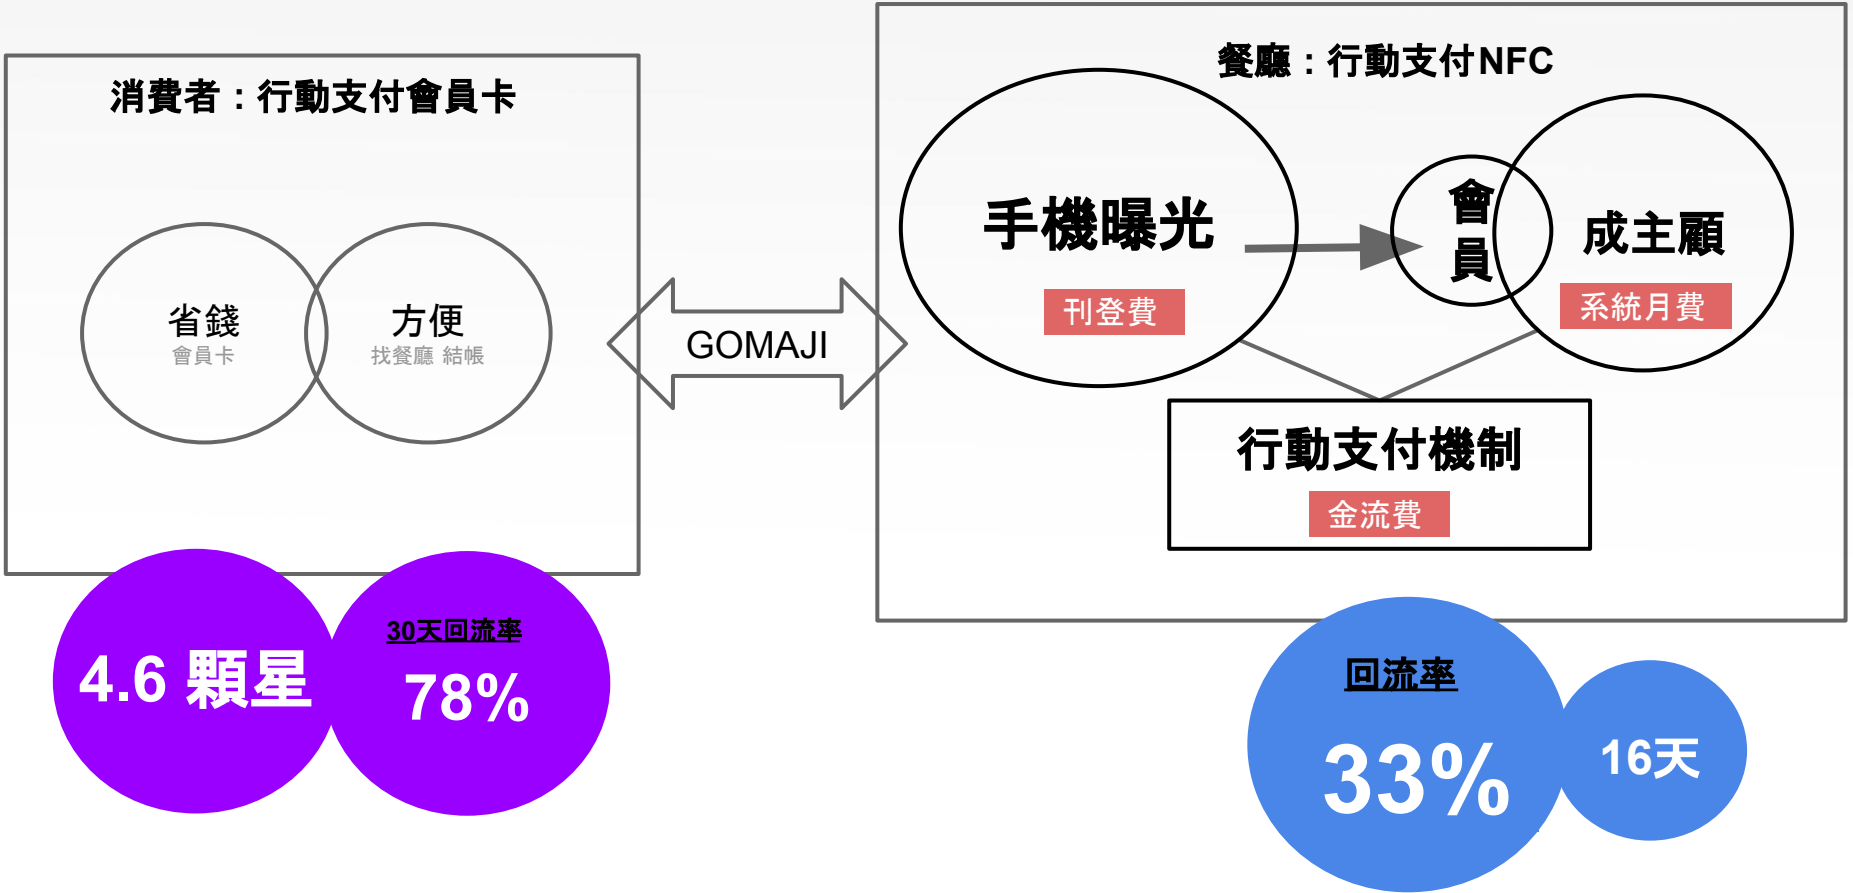 消費者：行動支付會員卡
省錢
會員卡
方便
找餐廳 結帳
4.6 顆星
30天回流率
78%
GOMAJI
餐廳：行動支付NFC
手機曝光
刊登費
會員
成主顧
系統月費
行動支付機制
金流費
回流率
33%
16天